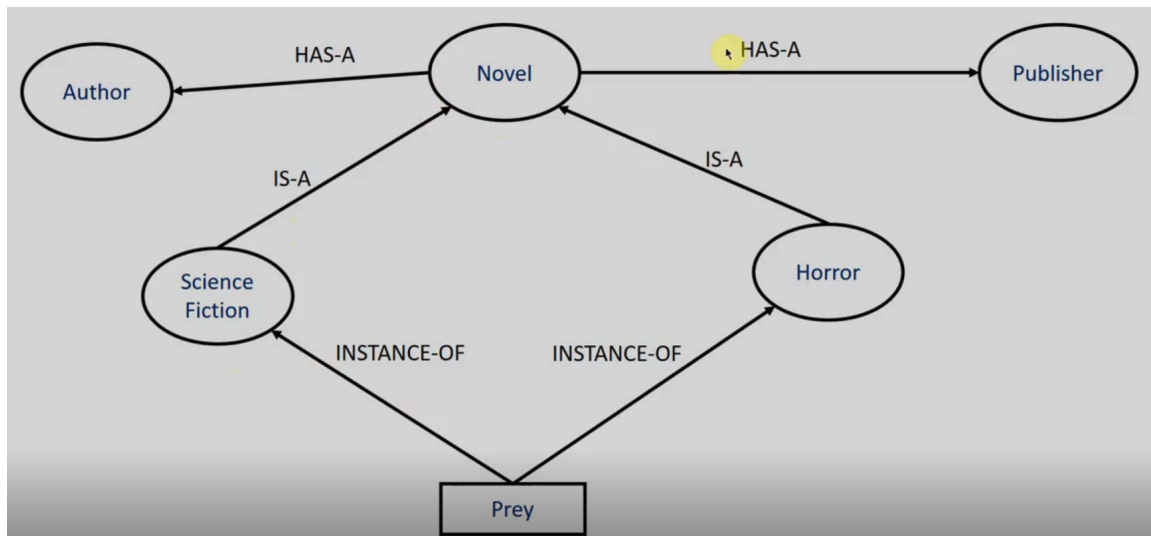 HAS-A
Novel
HAS-A
Author
Publisher
IS-A
IS-A
Science
Fiction
Horror
INSTANCE-OF
INSTANCE-OF
Prey